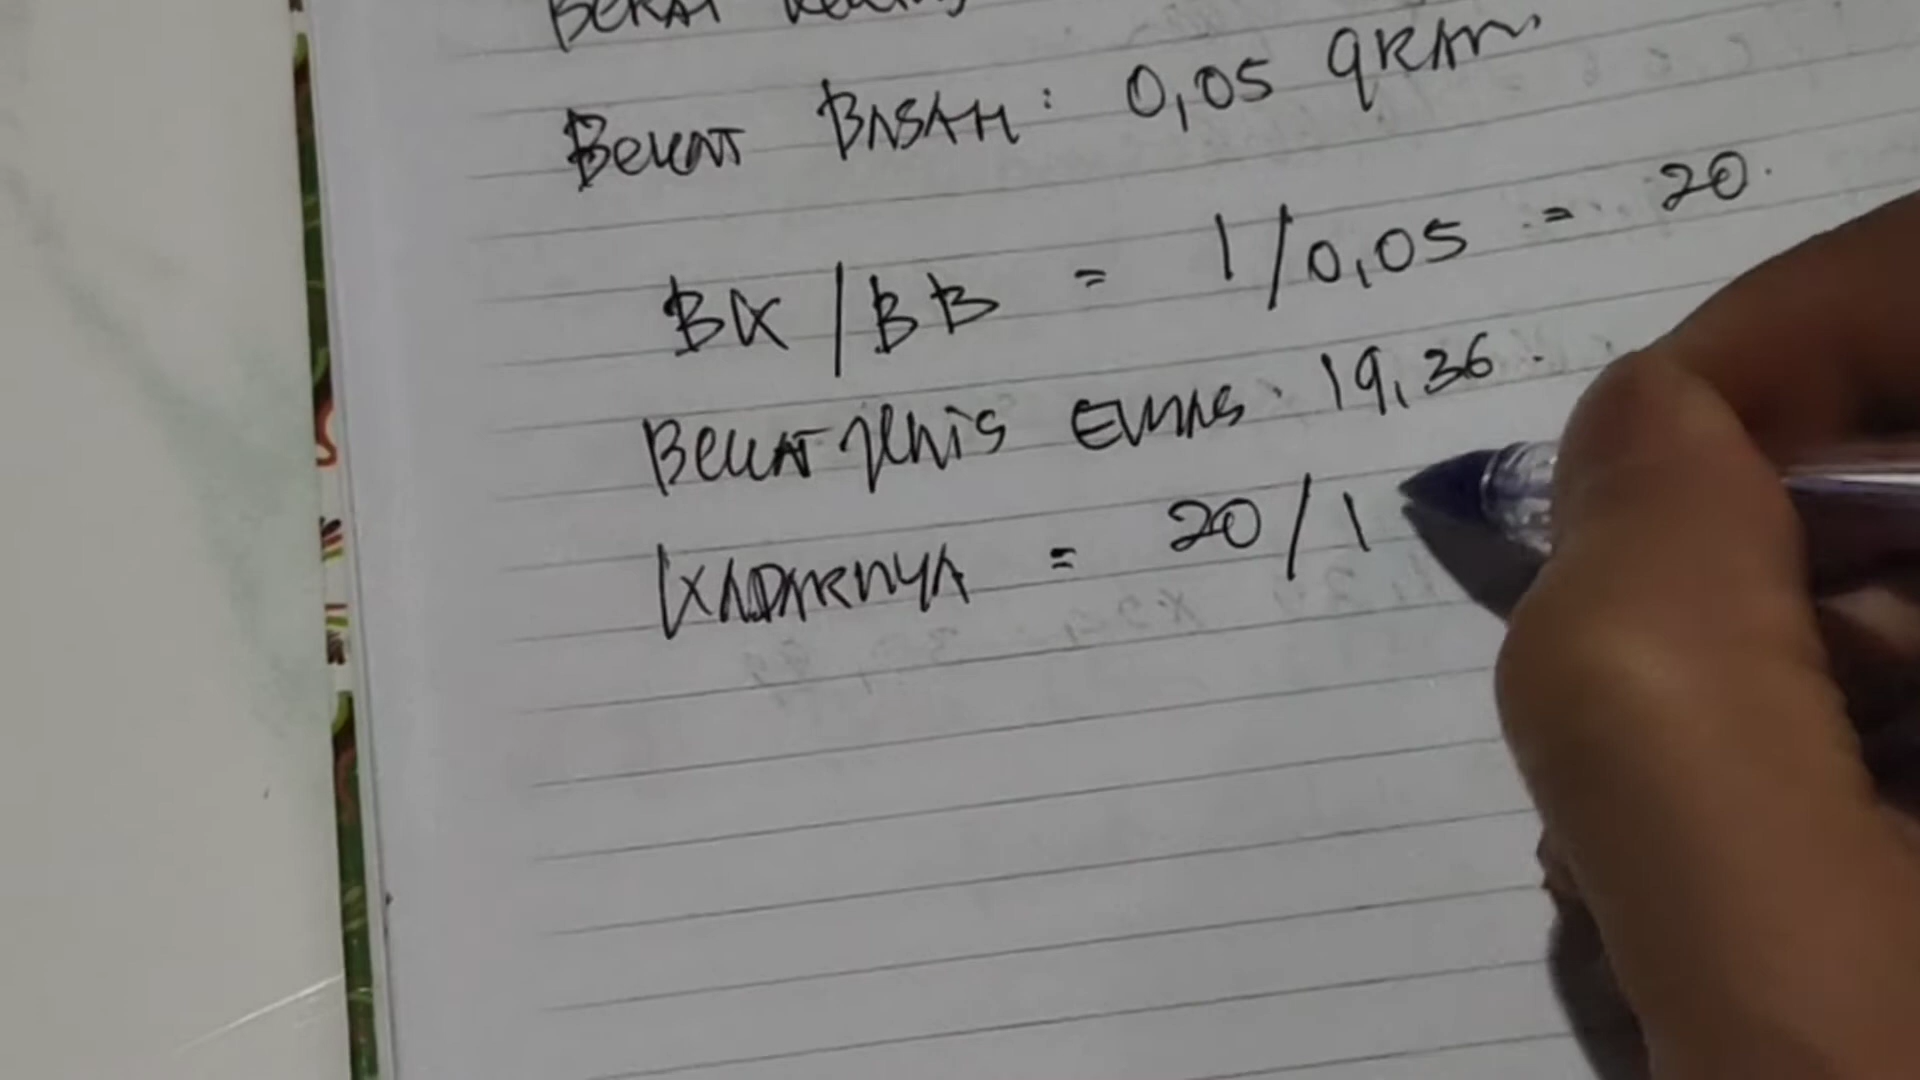 BERAT
BERAT BASAH : 0,05 GRAM.
BK / BB = 1 / 0,05 = 20.
BERAT JENIS EMAS. 19,36.
KADARNYA = 20 / 1